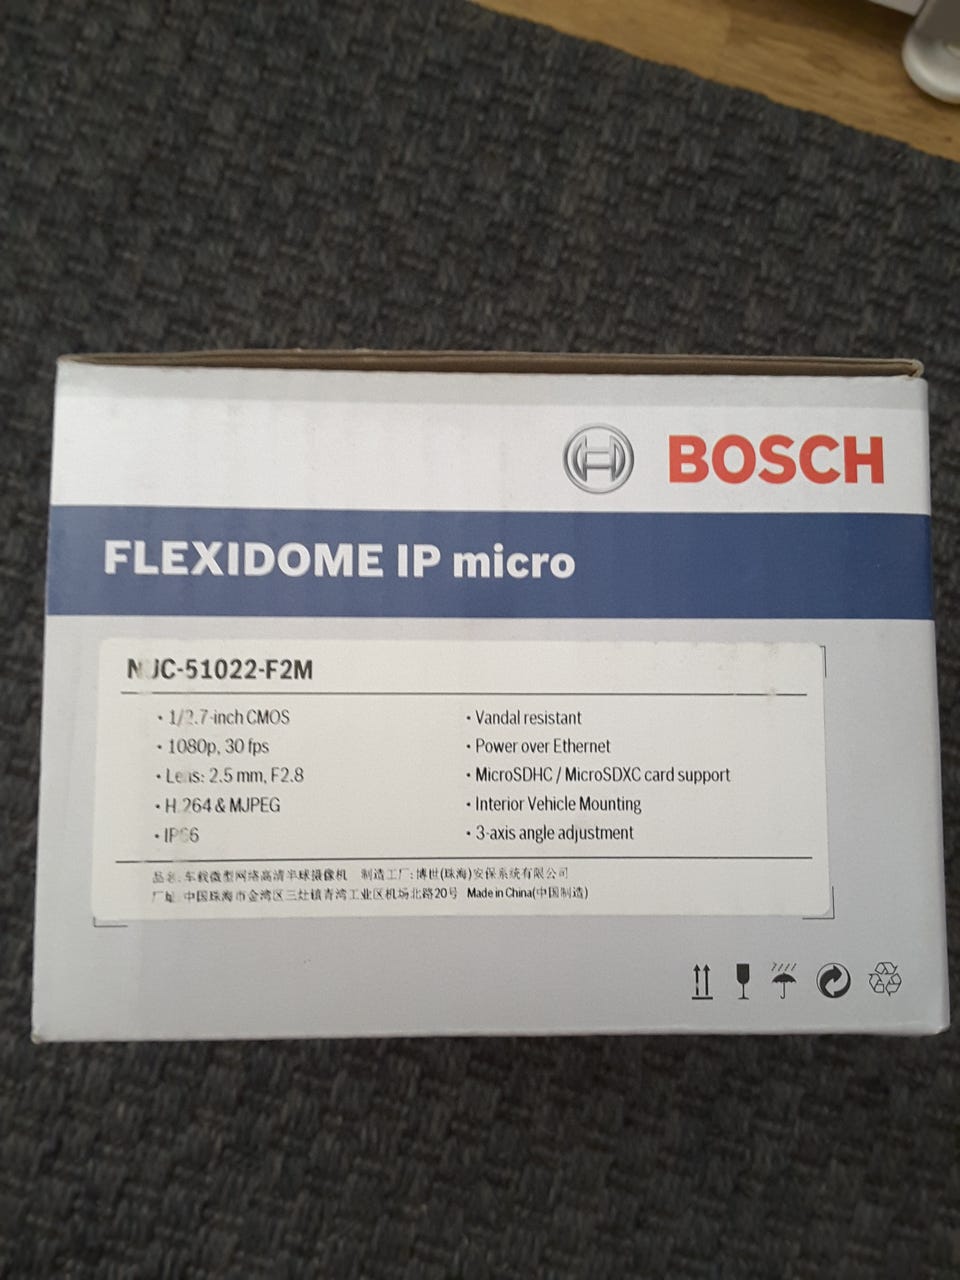 BOSCH
FLEXIDOME IP micro
NUC-51022-F2M
• 1/2.7-inch CMOS
• 1080p, 30 fps
• Lens: 2.5 mm, F2.8
• H.264 & MJPEG
• IP66
• Vandal resistant
• Power over Ethernet
• MicroSDHC / MicroSDXC card support
• Interior Vehicle Mounting
• 3-axis angle adjustment
品名: 车载微型网络高清半球摄像机 制造工厂: 博世(珠海)安保系统有限公司
厂址: 中国珠海市金湾区三灶镇青湾工业区机场北路20号 Made in China(中国制造)